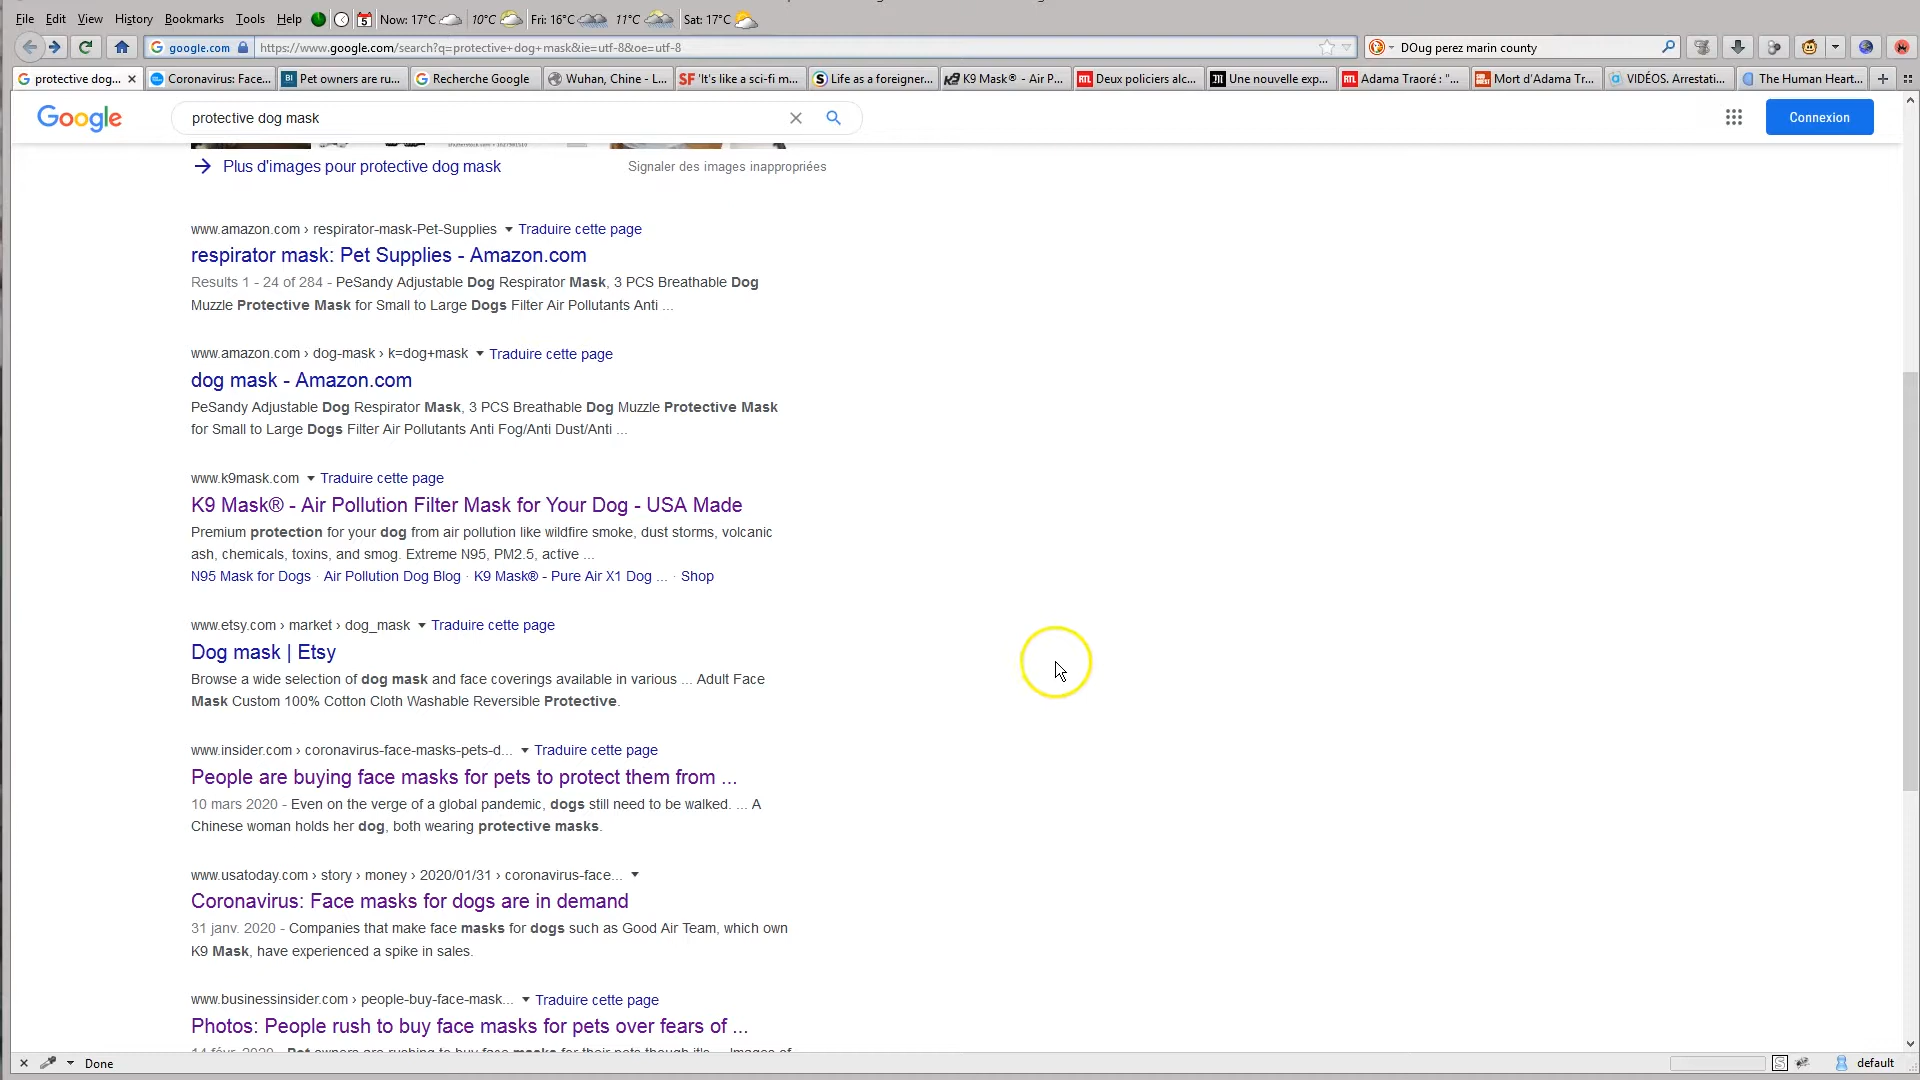 File Edit View History Bookmarks Tools Help 5 Now: 17°C 10°C Fri: 16°C 11°C Sat: 17°C
google.com https://www.google.com/search?q=protective+dog+mask&ie=utf-8&oe=utf-8 DOug perez marin county
protective dog... Coronavirus: Face... BI Pet owners are ru... Recherche Google Wuhan, Chine - L... SF 'It's like a sci-fi m... Life as a foreigner... K9 Mask® - Air P... RTL Deux policiers alc... Une nouvelle exp... RTL Adama Traoré : "... Mort d'Adama Tr... VIDÉOS. Arrestati... The Human Heart...
Google protective dog mask Connexion
Plus d'images pour protective dog mask Signaler des images inappropriées
www.amazon.com › respirator-mask-Pet-Supplies Traduire cette page
respirator mask: Pet Supplies - Amazon.com
Results 1 - 24 of 284 - PeSandy Adjustable Dog Respirator Mask, 3 PCS Breathable Dog
Muzzle Protective Mask for Small to Large Dogs Filter Air Pollutants Anti ...
www.amazon.com › dog-mask › k=dog+mask Traduire cette page
dog mask - Amazon.com
PeSandy Adjustable Dog Respirator Mask, 3 PCS Breathable Dog Muzzle Protective Mask
for Small to Large Dogs Filter Air Pollutants Anti Fog/Anti Dust/Anti ...
www.k9mask.com Traduire cette page
K9 Mask® - Air Pollution Filter Mask for Your Dog - USA Made
Premium protection for your dog from air pollution like wildfire smoke, dust storms, volcanic
ash, chemicals, toxins, and smog. Extreme N95, PM2.5, active ...
N95 Mask for Dogs · Air Pollution Dog Blog · K9 Mask® - Pure Air X1 Dog ... · Shop
www.etsy.com › market › dog_mask Traduire cette page
Dog mask | Etsy
Browse a wide selection of dog mask and face coverings available in various ... Adult Face
Mask Custom 100% Cotton Cloth Washable Reversible Protective.
www.insider.com › coronavirus-face-masks-pets-d... Traduire cette page
People are buying face masks for pets to protect them from ...
10 mars 2020 - Even on the verge of a global pandemic, dogs still need to be walked. ... A
Chinese woman holds her dog, both wearing protective masks.
www.usatoday.com › story › money › 2020/01/31 › coronavirus-face...
Coronavirus: Face masks for dogs are in demand
31 janv. 2020 - Companies that make face masks for dogs such as Good Air Team, which own
K9 Mask, have experienced a spike in sales.
www.businessinsider.com › people-buy-face-mask... Traduire cette page
Photos: People rush to buy face masks for pets over fears of ...
Done default